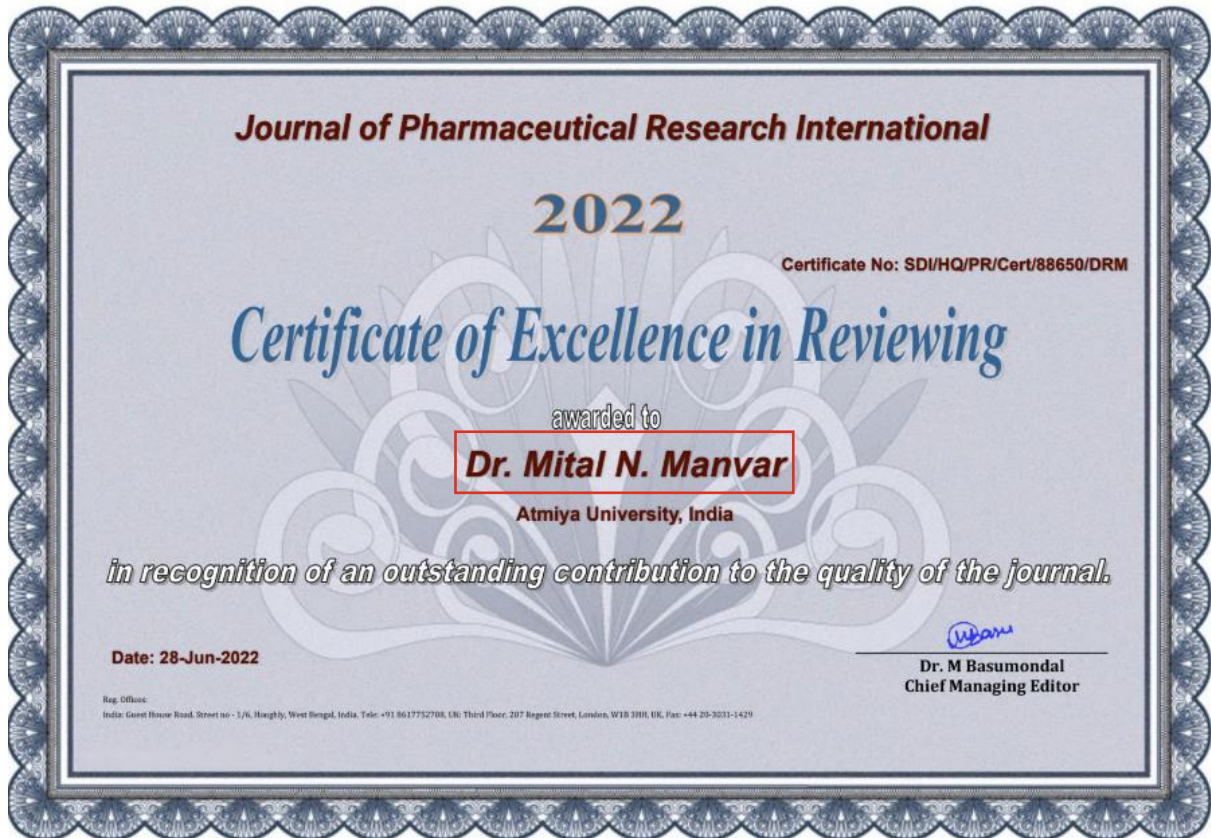 Journal of Pharmaceutical Research International
2022
Certificate No: SDI/HQ/PR/Cert/88650/DRM
Certificate of Excellence in Reviewing
awarded to
Dr. Mital N. Manvar
Atmiya University, India
in recognition of an outstanding contribution to the quality of the journal.
Date: 28-Jun-2022
Dr. M Basumondal
Chief Managing Editor
Reg. Offices:
India: Guest House Road, Street no - 1/6, Hooghly, West Bengal, India. Tele: +91 8617752708, UK: Third Floor, 207 Regent Street, London, W1B 3HH, UK, Fax: +44 20-3031-1429